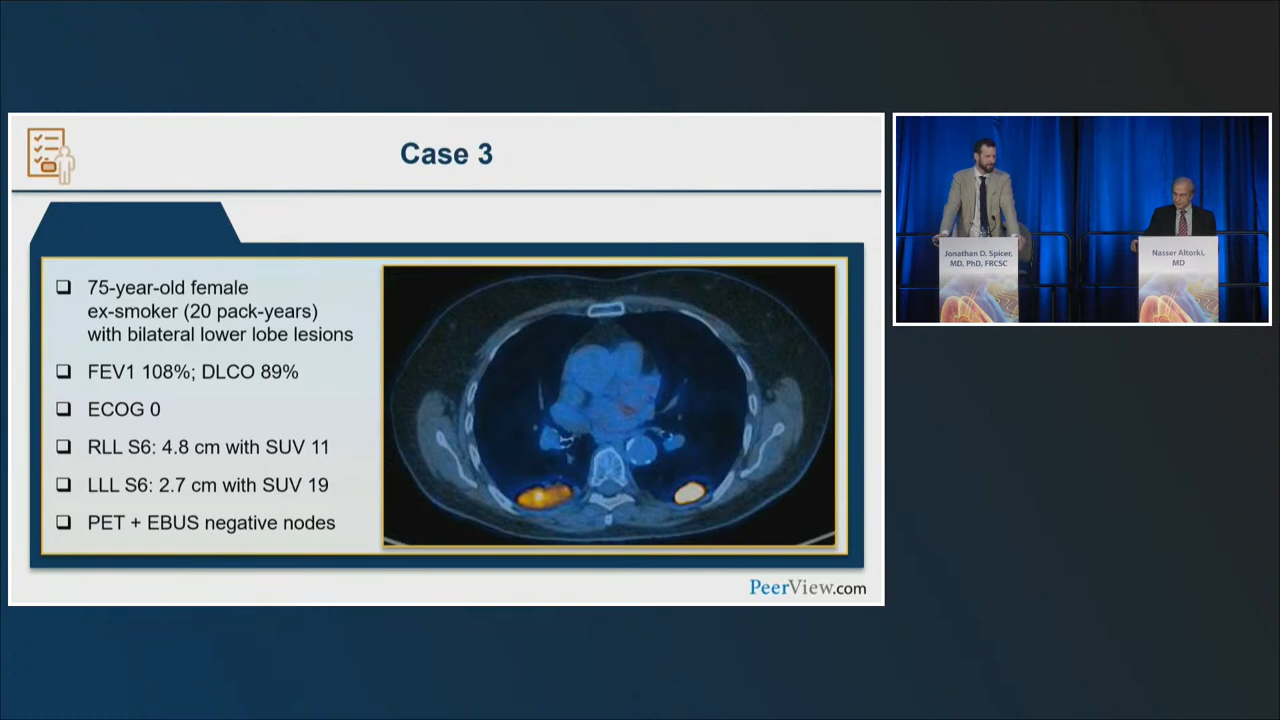 Case 3
75-year-old female
ex-smoker (20 pack-years)
with bilateral lower lobe lesions
FEV1 108%; DLCO 89%
ECOG 0
RLL S6: 4.8 cm with SUV 11
LLL S6: 2.7 cm with SUV 19
PET + EBUS negative nodes
PeerView.com
Jonathan D. Spicer,
MD, PhD, FRCSC
Nasser Altorki,
MD